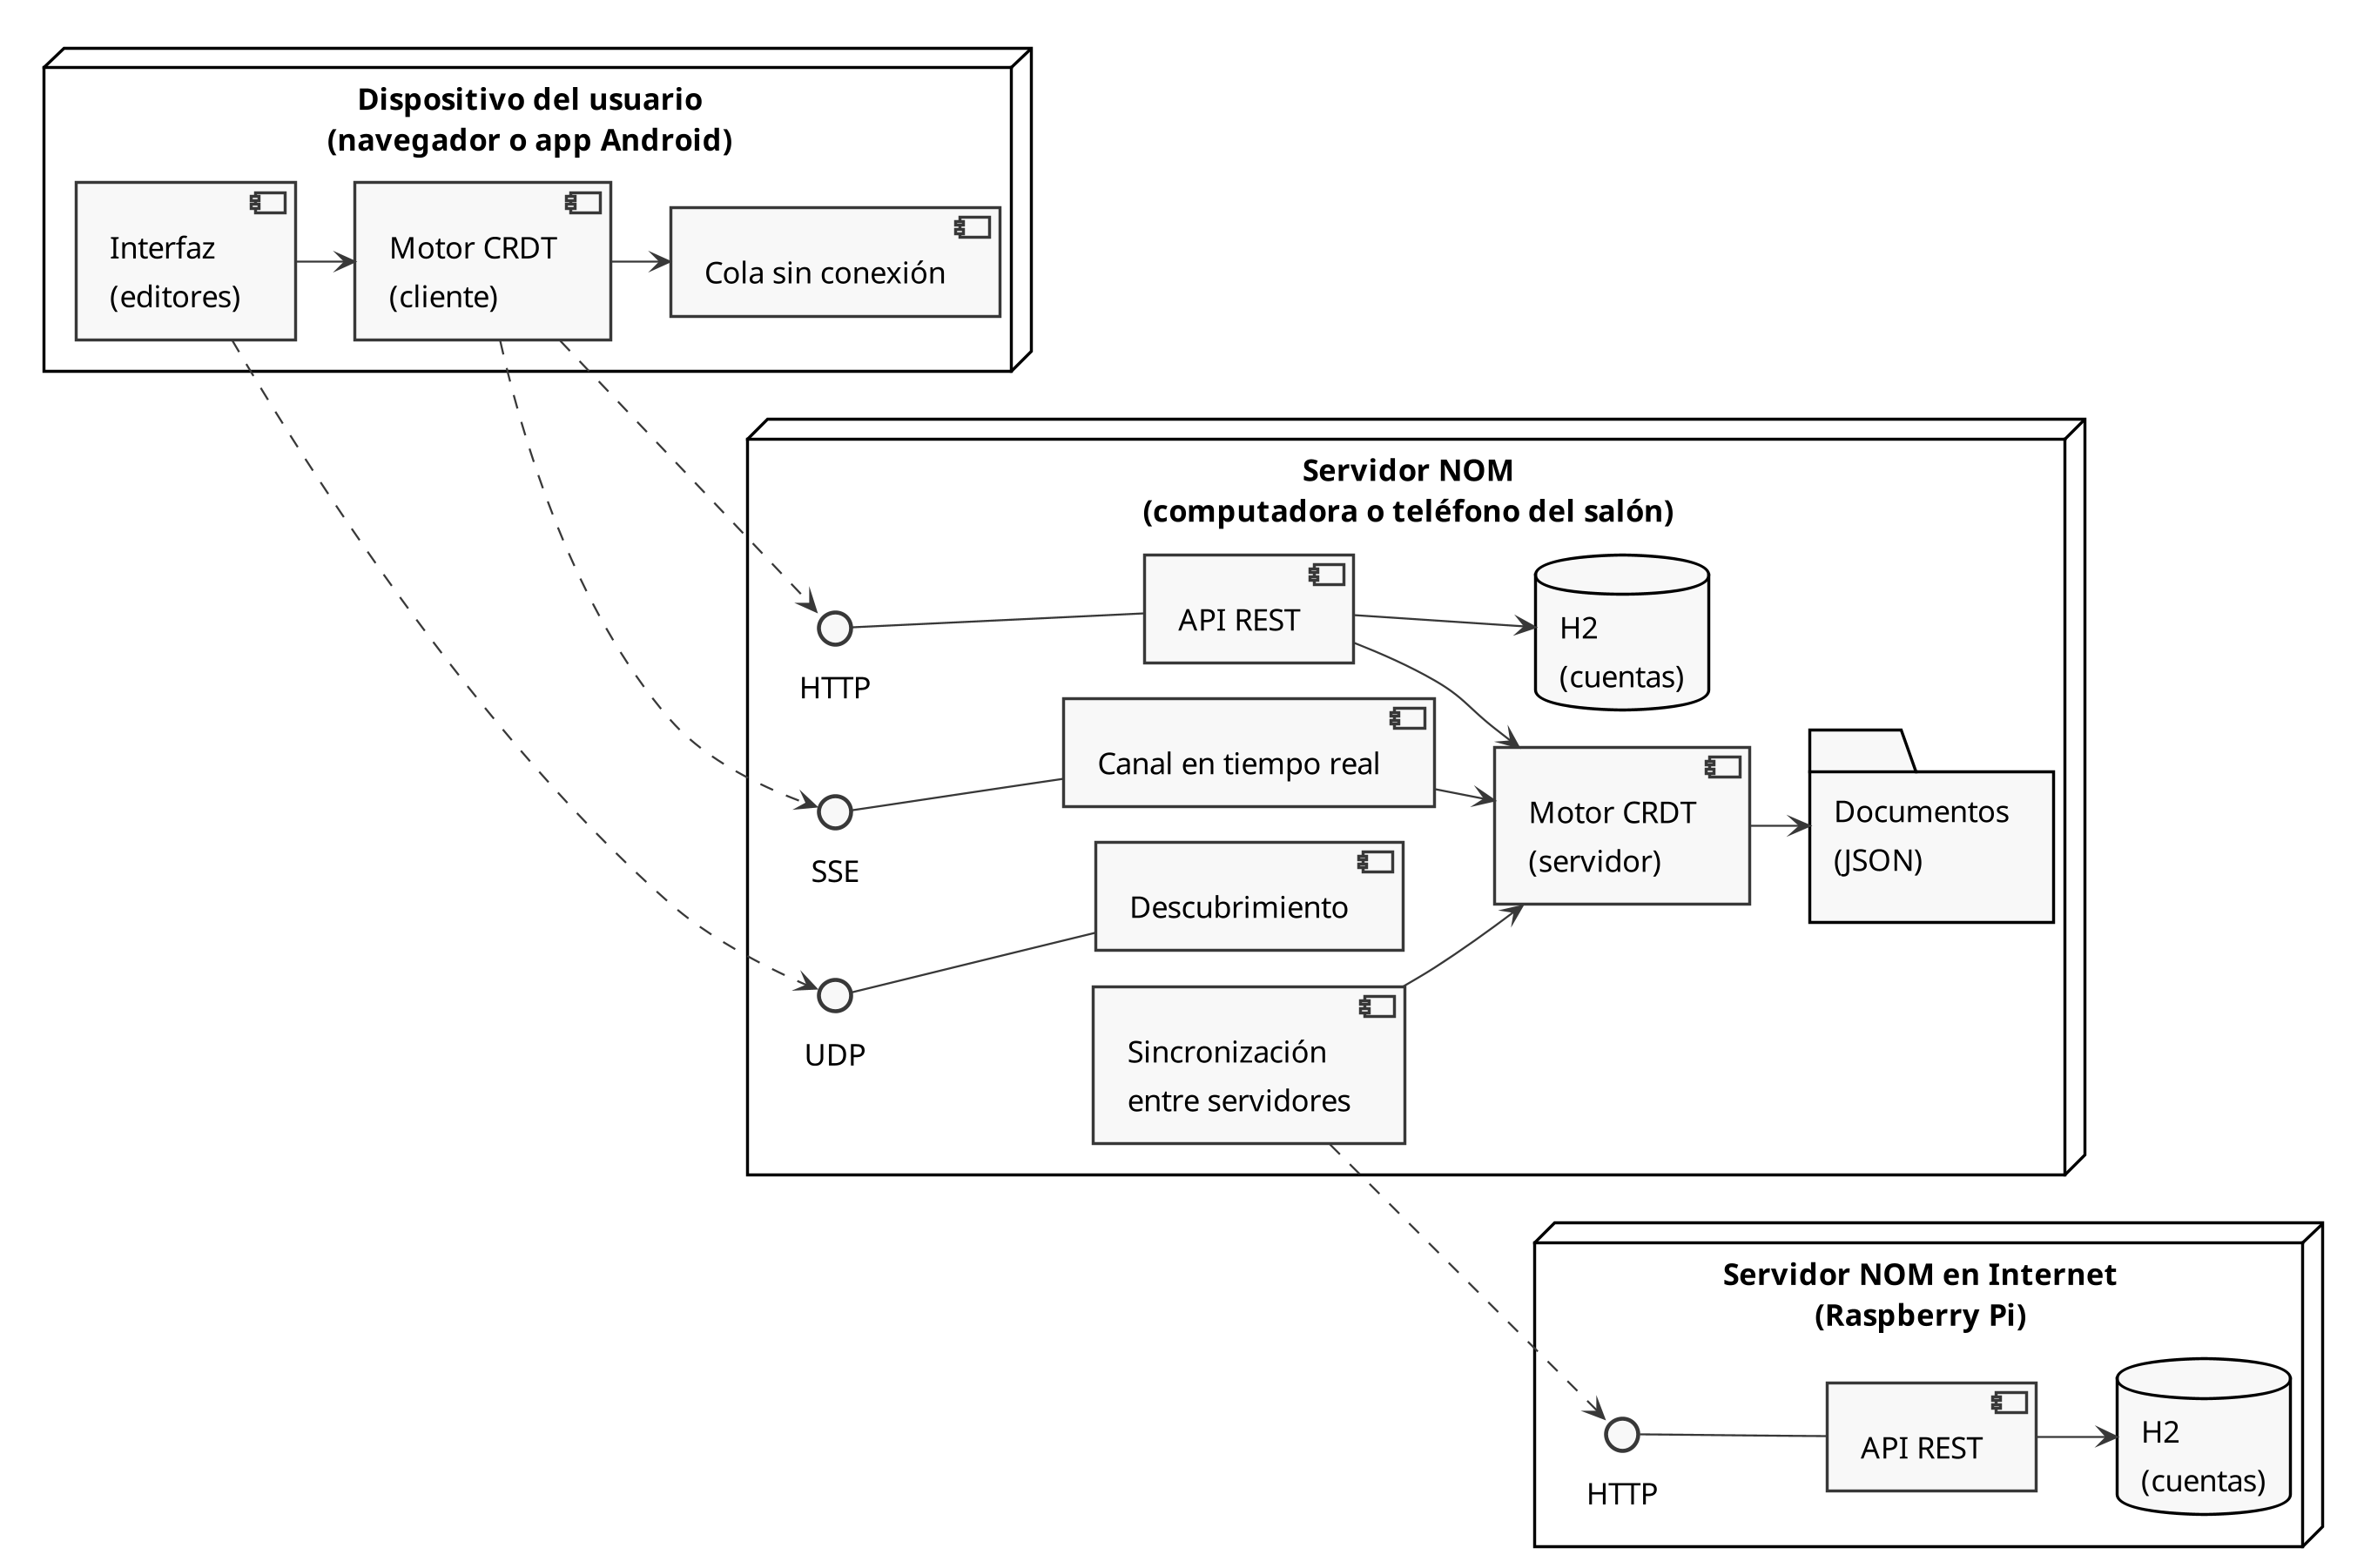 Dispositivo del usuario
(navegador o app Android)
Interfaz
(editores)
Motor CRDT
(cliente)
Cola sin conexión
Servidor NOM
(computadora o teléfono del salón)
HTTP
API REST
H2
(cuentas)
SSE
Canal en tiempo real
Motor CRDT
(servidor)
Documentos
(JSON)
UDP
Descubrimiento
Sincronización
entre servidores
Servidor NOM en Internet
(Raspberry Pi)
HTTP
API REST
H2
(cuentas)